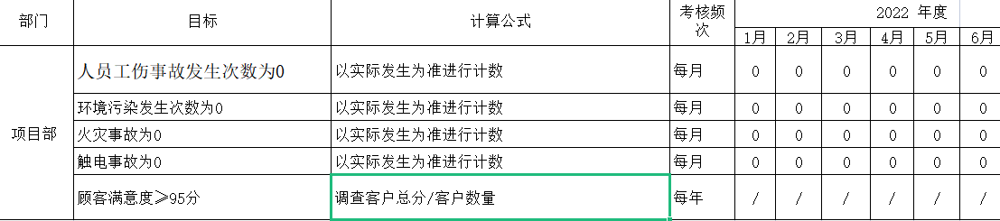 部门 目标 计算公式 考核频次 2022 年度
1月 2月 3月 4月 5月 6月
项目部
人员工伤事故发生次数为0 以实际发生为准进行计数 每月 0 0 0 0 0 0
环境污染发生次数为0 以实际发生为准进行计数 每月 0 0 0 0 0 0
火灾事故为0 以实际发生为准进行计数 每月 0 0 0 0 0 0
触电事故为0 以实际发生为准进行计数 每月 0 0 0 0 0 0
顾客满意度≥95分 调查客户总分/客户数量 每年 / / / / / /